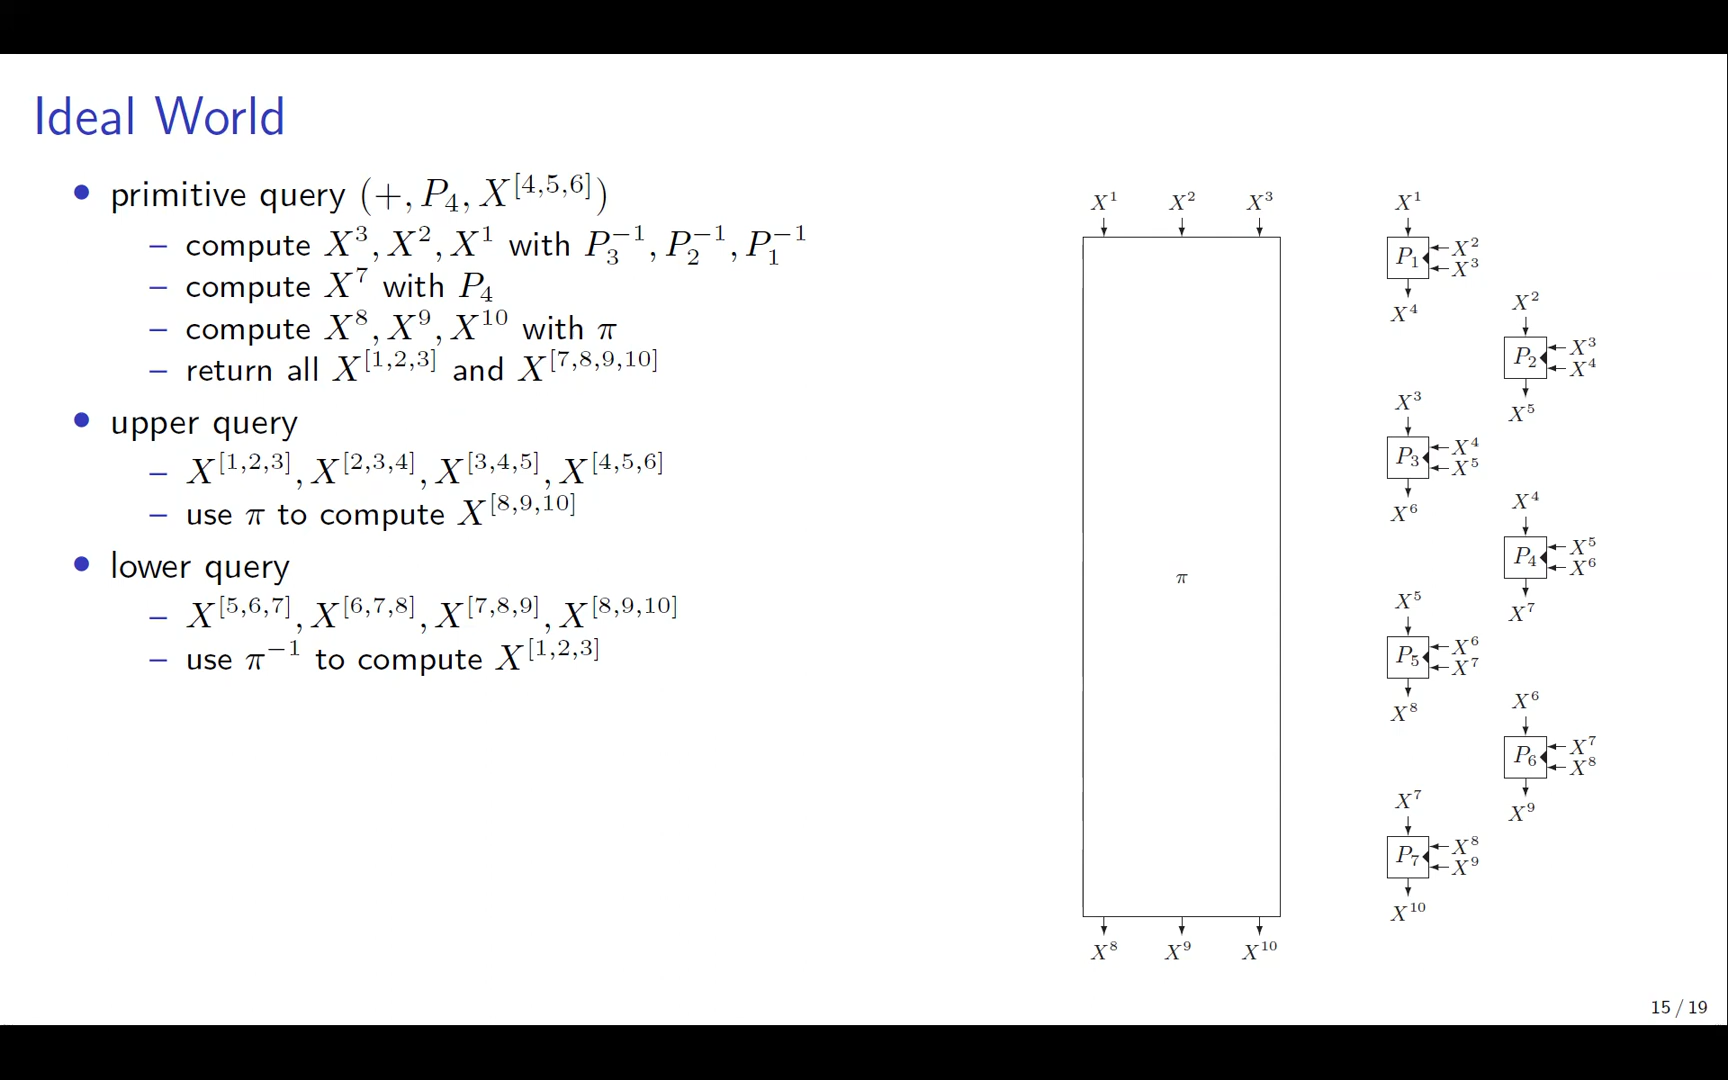 Ideal World
• primitive query (+, P₄, X^[4,5,6])
– compute X³, X², X¹ with P₃⁻¹, P₂⁻¹, P₁⁻¹
– compute X⁷ with P₄
– compute X⁸, X⁹, X¹⁰ with π
– return all X^[1,2,3] and X^[7,8,9,10]
• upper query
– X^[1,2,3], X^[2,3,4], X^[3,4,5], X^[4,5,6]
– use π to compute X^[8,9,10]
• lower query
– X^[5,6,7], X^[6,7,8], X^[7,8,9], X^[8,9,10]
– use π⁻¹ to compute X^[1,2,3]
X¹ X² X³
π
X⁸ X⁹ X¹⁰
X¹
P₁ X²
X³
X⁴
X²
P₂ X³
X⁴
X⁵
X³
P₃ X⁴
X⁵
X⁶
X⁴
P₄ X⁵
X⁶
X⁷
X⁵
P₅ X⁶
X⁷
X⁸
X⁶
P₆ X⁷
X⁸
X⁹
X⁷
P₇ X⁸
X⁹
X¹⁰
15 / 19